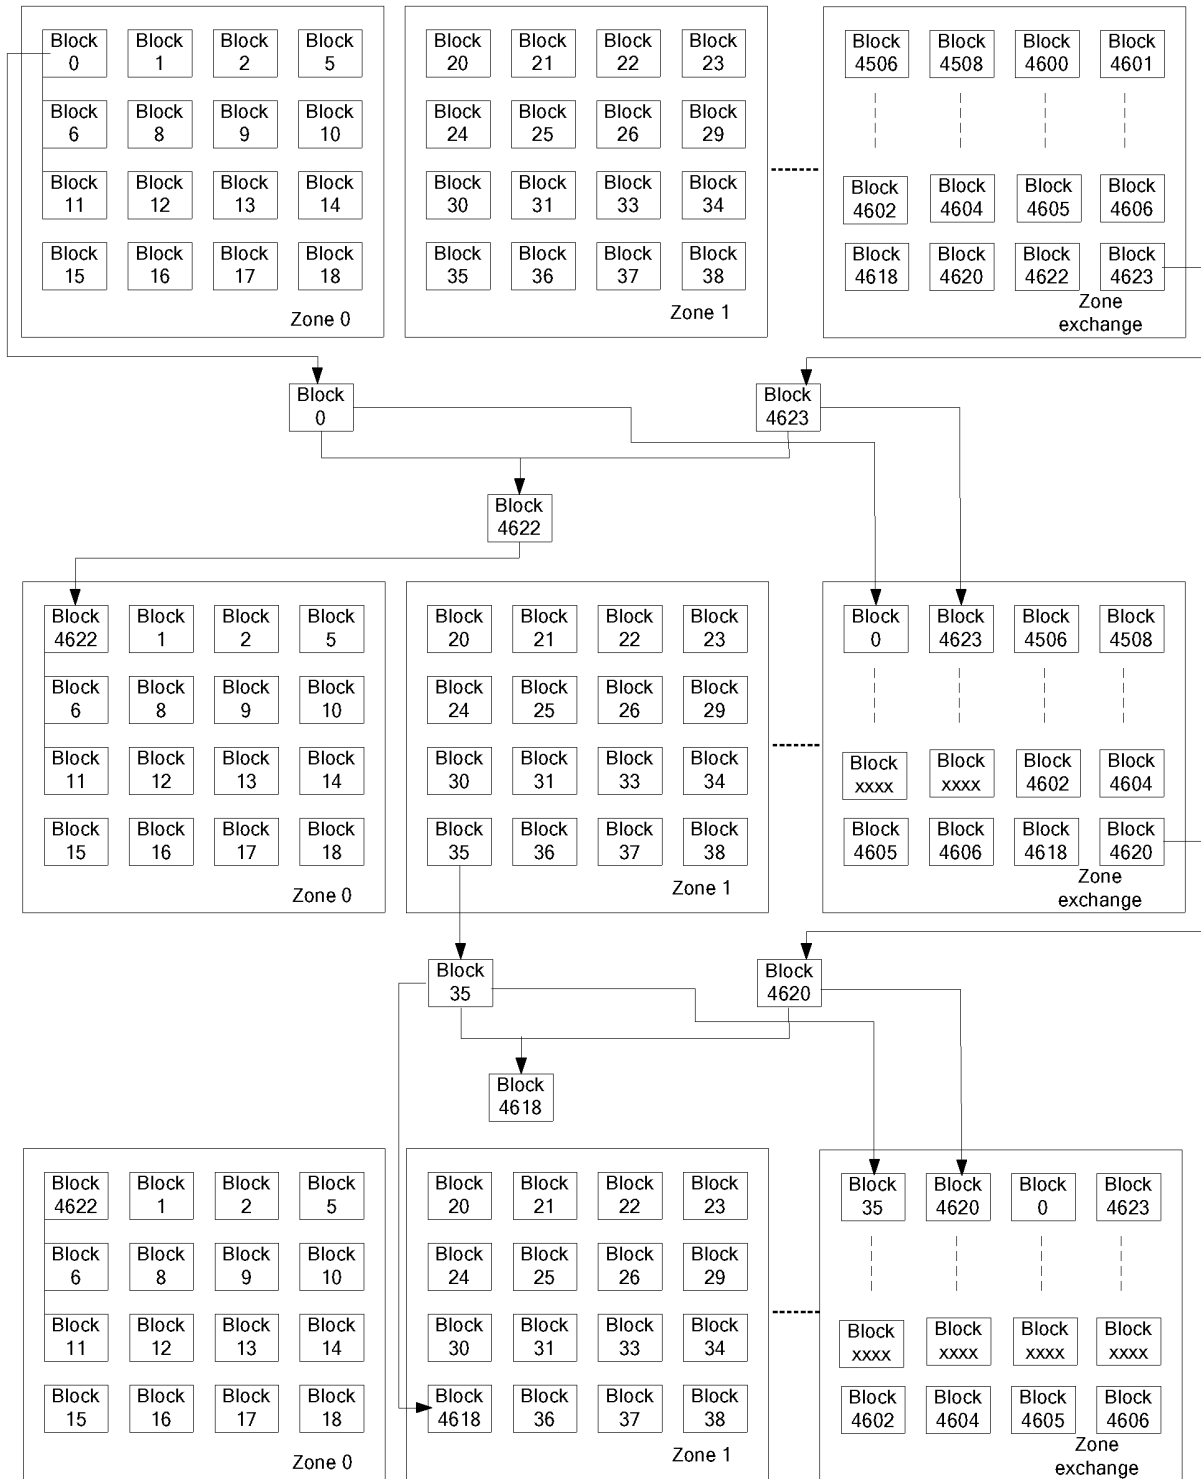 Block Block Block Block
0 1 2 5
Block Block Block Block
6 8 9 10
Block Block Block Block
11 12 13 14
Block Block Block Block
15 16 17 18
Zone 0
Block Block Block Block
20 21 22 23
Block Block Block Block
24 25 26 29
Block Block Block Block
30 31 33 34
Block Block Block Block
35 36 37 38
Zone 1
Block Block Block Block
4506 4508 4600 4601
Block Block Block Block
4602 4604 4605 4606
Block Block Block Block
4618 4620 4622 4623
Zone
exchange
Block
0
Block
4623
Block
4622
Block Block Block Block
4622 1 2 5
Block Block Block Block
6 8 9 10
Block Block Block Block
11 12 13 14
Block Block Block Block
15 16 17 18
Zone 0
Block Block Block Block
20 21 22 23
Block Block Block Block
24 25 26 29
Block Block Block Block
30 31 33 34
Block Block Block Block
35 36 37 38
Zone 1
Block Block Block Block
0 4623 4506 4508
Block Block Block Block
xxxx xxxx 4602 4604
Block Block Block Block
4605 4606 4618 4620
Zone
exchange
Block
35
Block
4620
Block
4618
Block Block Block Block
4622 1 2 5
Block Block Block Block
6 8 9 10
Block Block Block Block
11 12 13 14
Block Block Block Block
15 16 17 18
Zone 0
Block Block Block Block
20 21 22 23
Block Block Block Block
24 25 26 29
Block Block Block Block
30 31 33 34
Block Block Block Block
4618 36 37 38
Zone 1
Block Block Block Block
35 4620 0 4623
Block Block Block Block
xxxx xxxx xxxx xxxx
Block Block Block Block
4602 4604 4605 4606
Zone
exchange